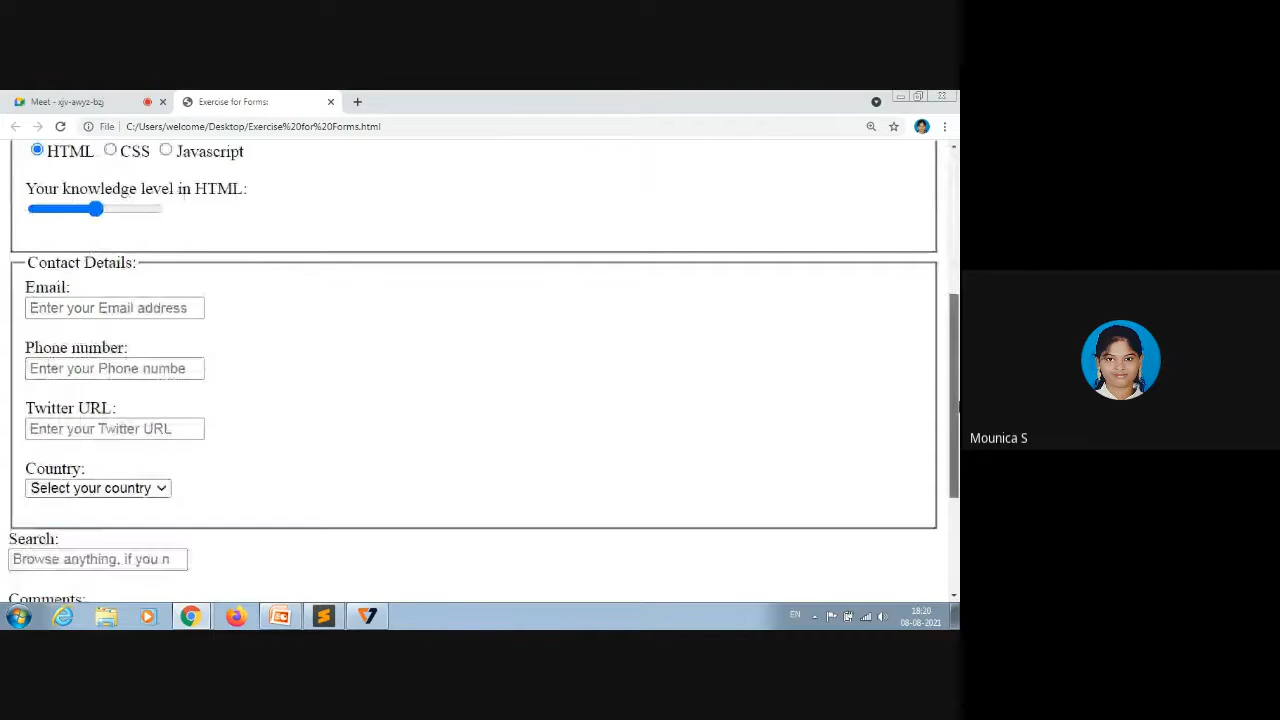 Meet - xjv-awyz-bzj
Exercise for Forms:
File
C:/Users/welcome/Desktop/Exercise%20for%20Forms.html
HTML CSS Javascript
Your knowledge level in HTML:
Contact Details:
Email:
Enter your Email address
Phone number:
Enter your Phone numbe
Twitter URL:
Enter your Twitter URL
Country:
Select your country
Search:
Browse anything, if you n
Comments:
Mounica S
EN
18:20
08-08-2021